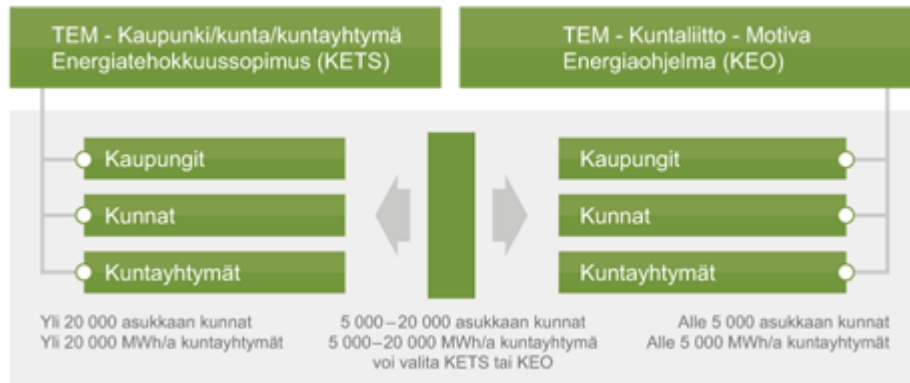 TEM - Kaupunki/kunta/kuntayhtymä
Energiatehokkuussopimus (KETS)
TEM - Kuntaliitto - Motiva
Energiaohjelma (KEO)
Kaupungit
Kunnat
Kuntayhtymät
Kaupungit
Kunnat
Kuntayhtymät
Yli 20 000 asukkaan kunnat
Yli 20 000 MWh/a kuntayhtymät
5 000–20 000 asukkaan kunnat
5 000–20 000 MWh/a kuntayhtymä
voi valita KETS tai KEO
Alle 5 000 asukkaan kunnat
Alle 5 000 MWh/a kuntayhtymät